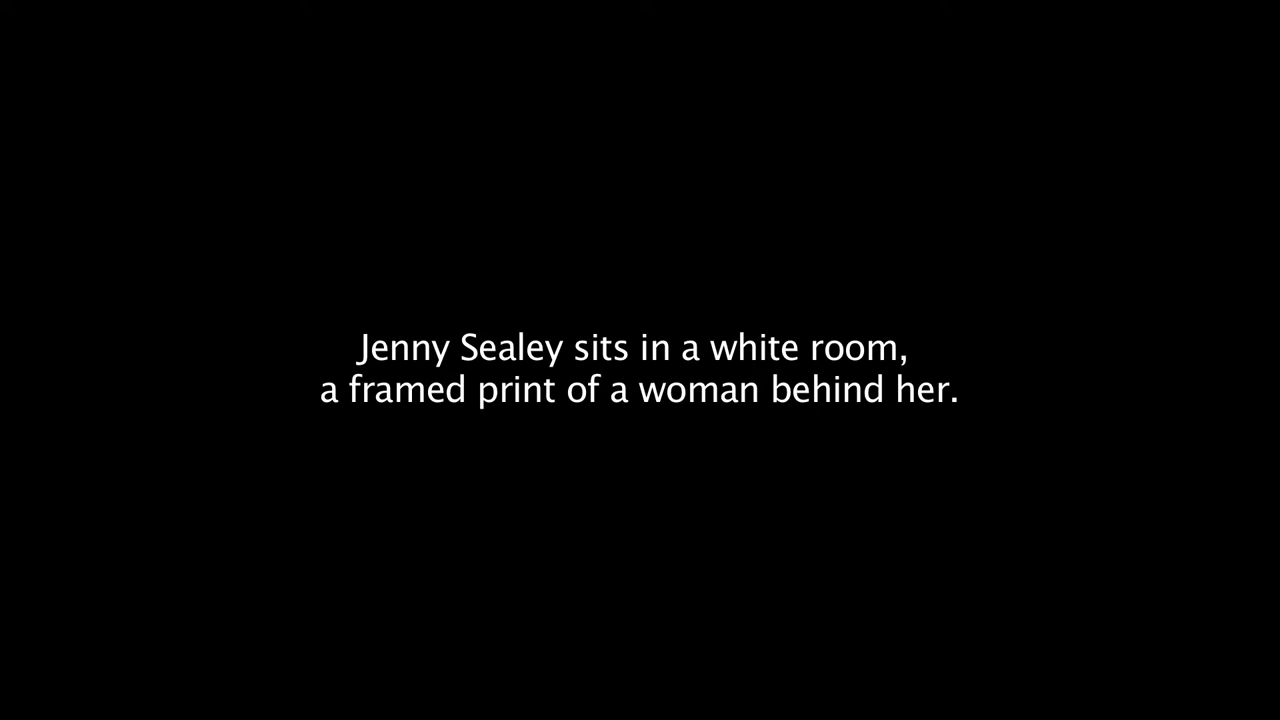 Jenny Sealey sits in a white room,
a framed print of a woman behind her.